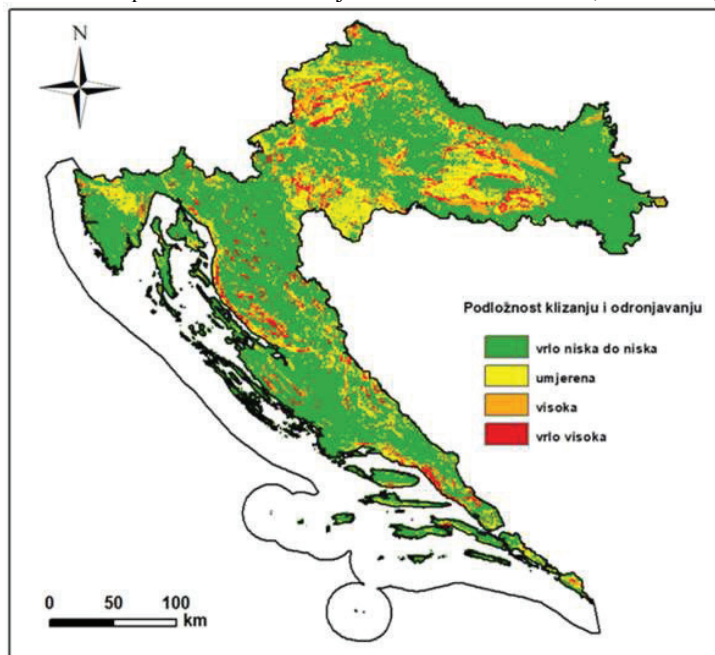 N
Podložnost klizanju i odronjavanju
vrlo niska do niska
umjerena
visoka
vrlo visoka
0 50 100
km